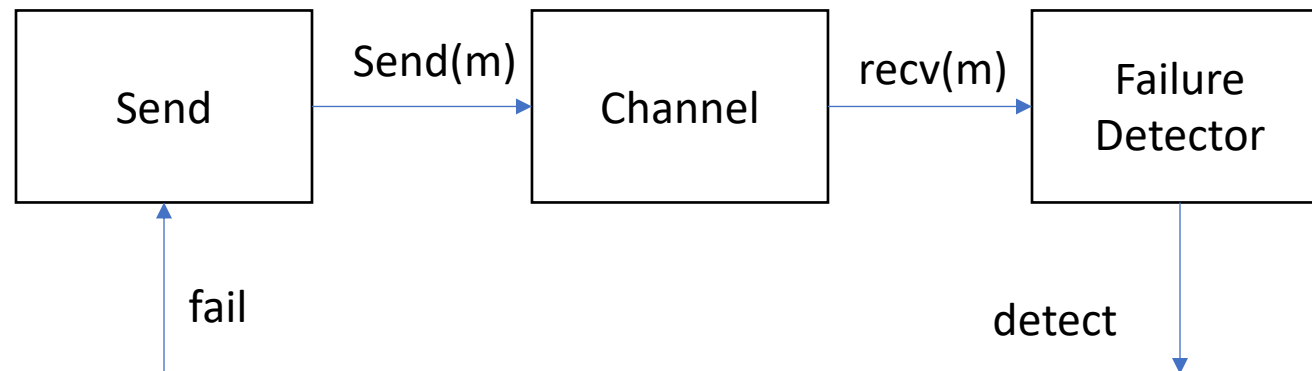 Send
Send(m)
Channel
recv(m)
Failure
Detector
fail
detect